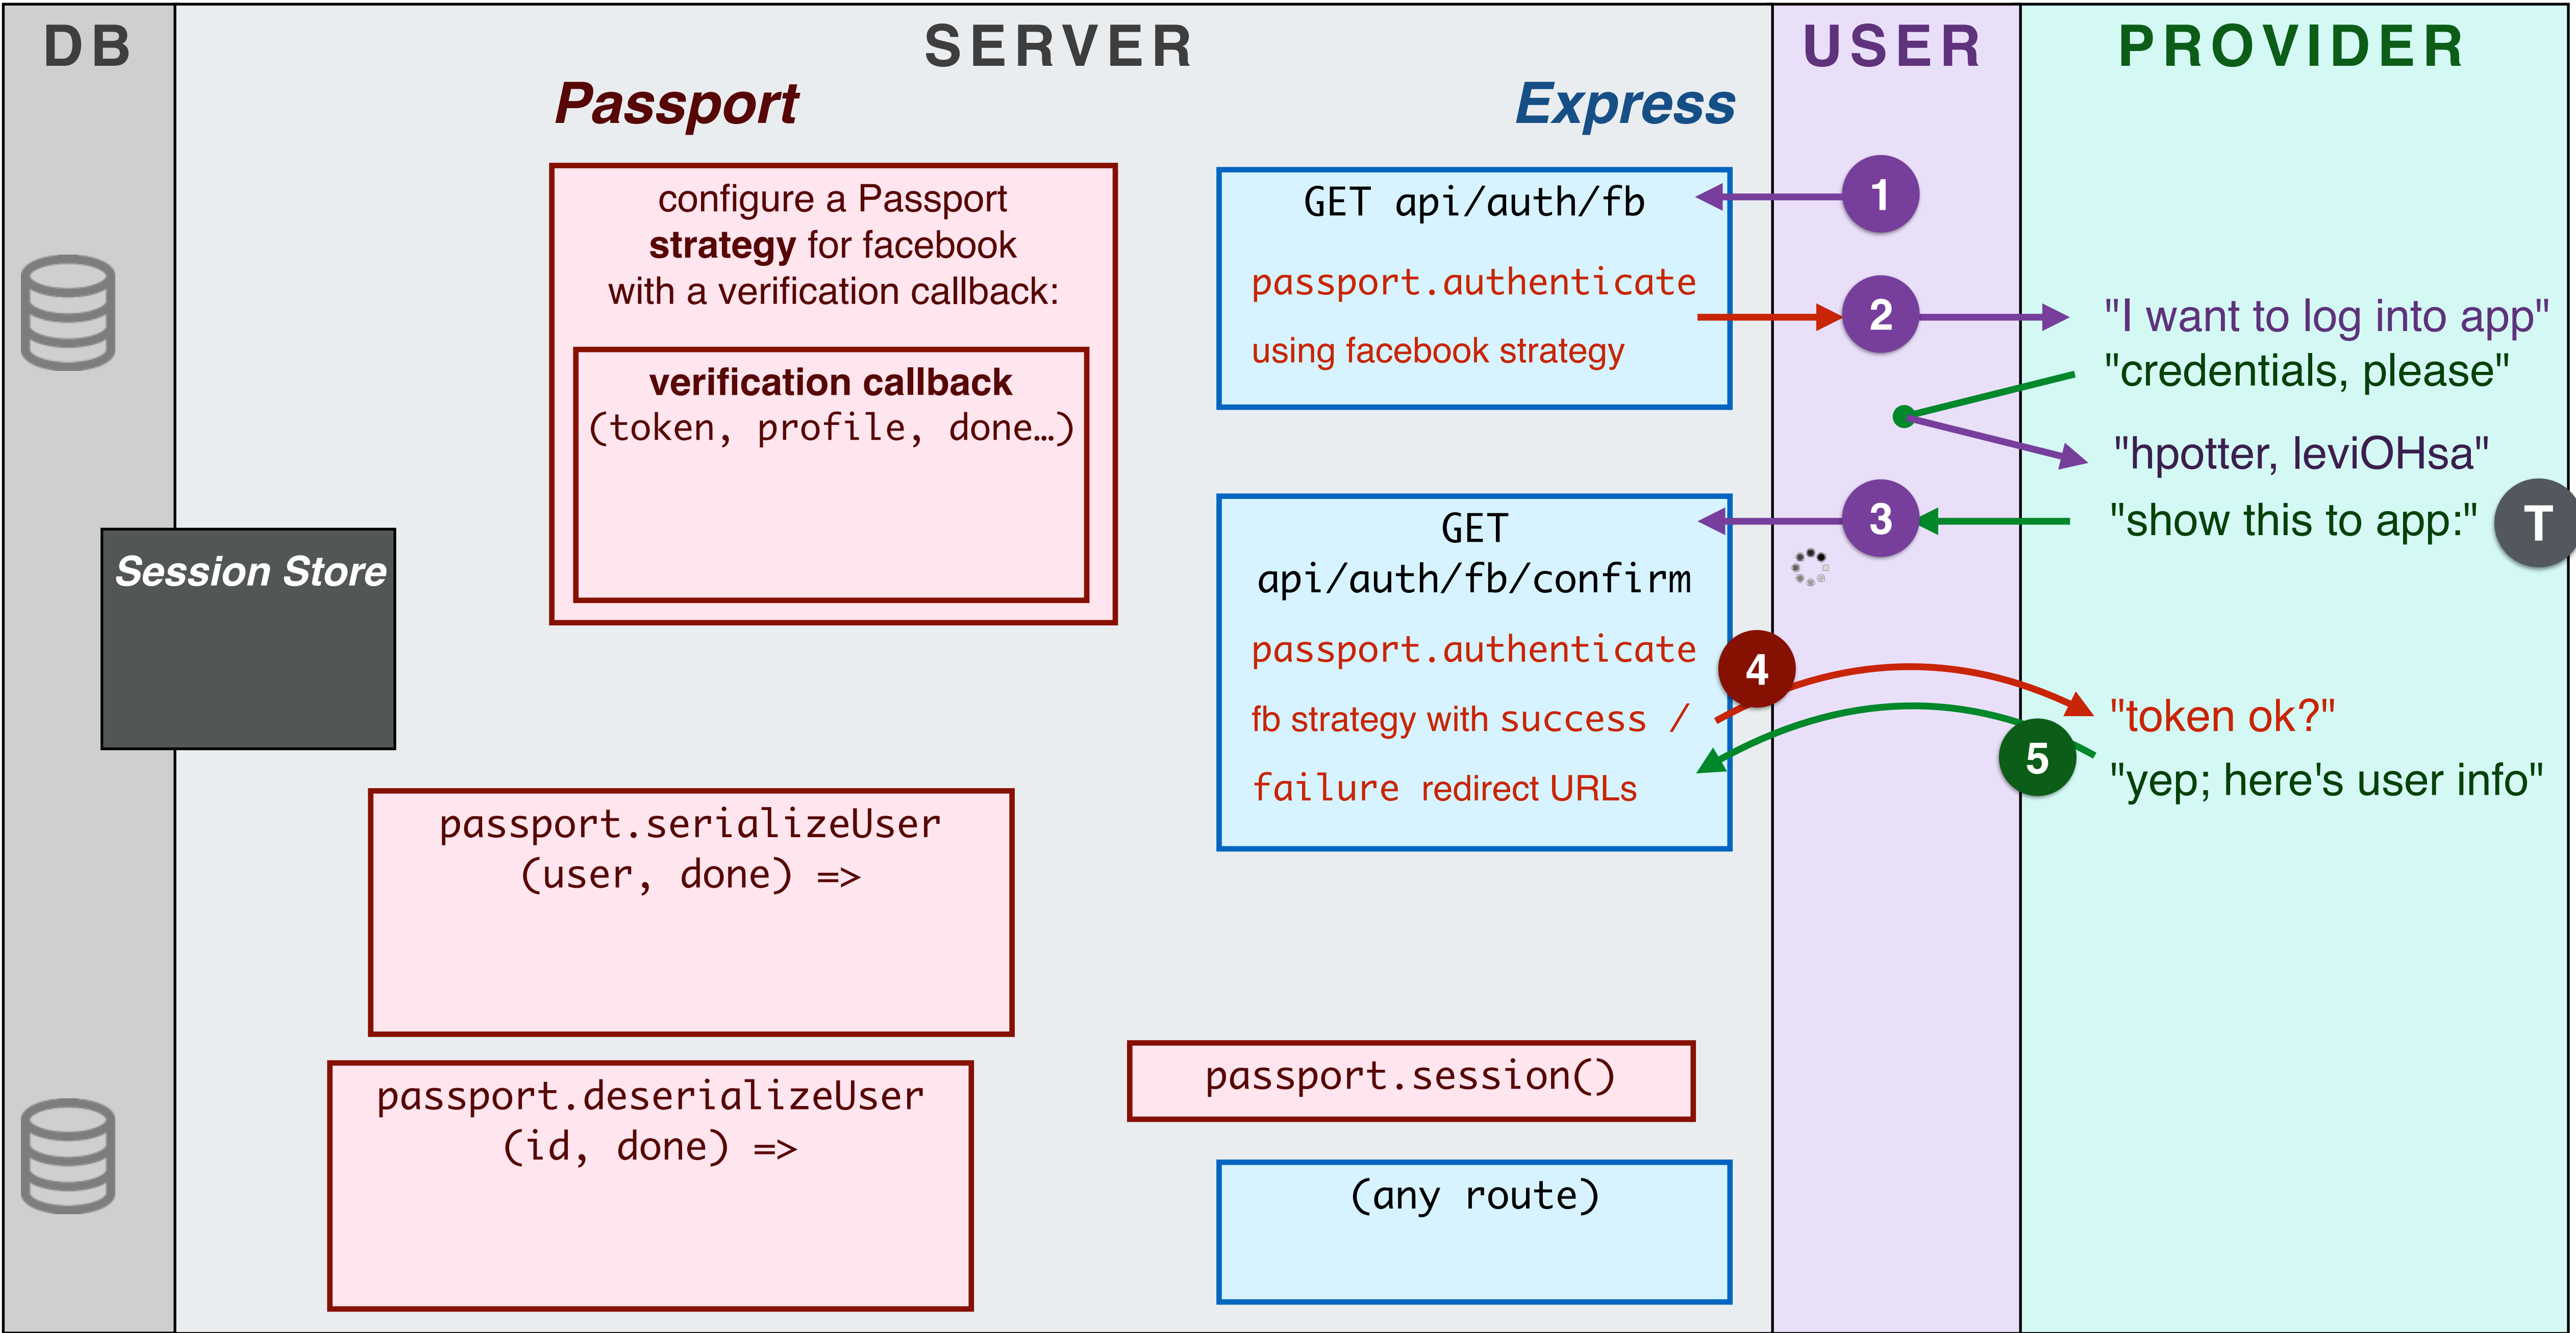 DB
SERVER
USER
PROVIDER
Passport
Express
configure a Passport
strategy for facebook
with a verification callback:
verification callback
(token, profile, done…)
GET api/auth/fb
passport.authenticate
using facebook strategy
1
2
"I want to log into app"
"credentials, please"
"hpotter, leviOHsa"
3
"show this to app:"
T
Session Store
GET
api/auth/fb/confirm
passport.authenticate
fb strategy with success /
failure redirect URLs
4
"token ok?"
5
"yep; here's user info"
passport.serializeUser
(user, done) =>
passport.deserializeUser
(id, done) =>
passport.session()
(any route)